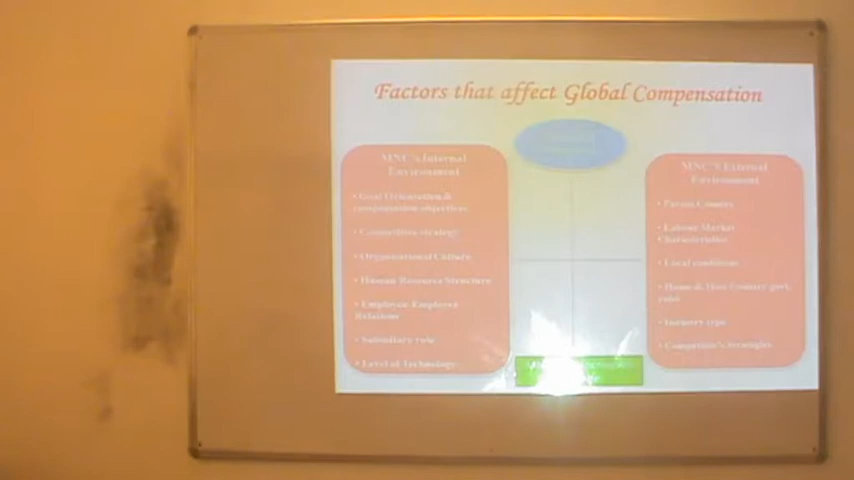 Factors that affect Global Compensation
MNC's Internal
Environment
• Goal Orientation &
compensation objectives
• Competitive strategy
• Organizational Culture
• Human Resource Structure
• Employee-Employer
Relations
• Subsidiary role
• Level of Technology
MNC's External
Environment
• Parent Country
• Labour Market
Characteristics
• Local conditions
• Home & Host Country govt.
role
• Industry type
• Competitor's Strategies